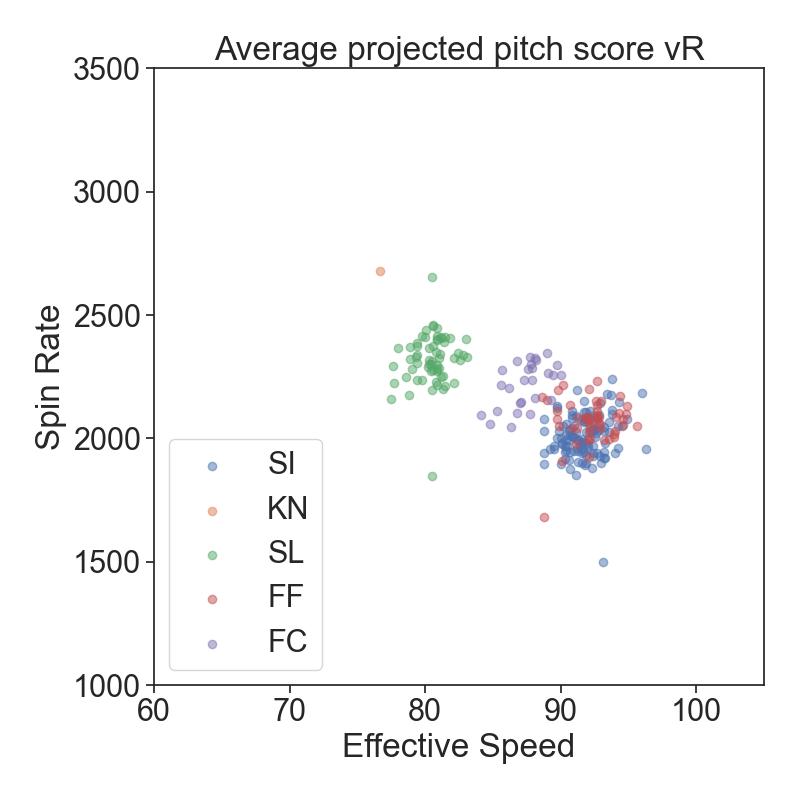 Average projected pitch score vR
3500
3000
2500
2000
1500
1000
Spin Rate
SI
KN
SL
FF
FC
60 70 80 90 100
Effective Speed